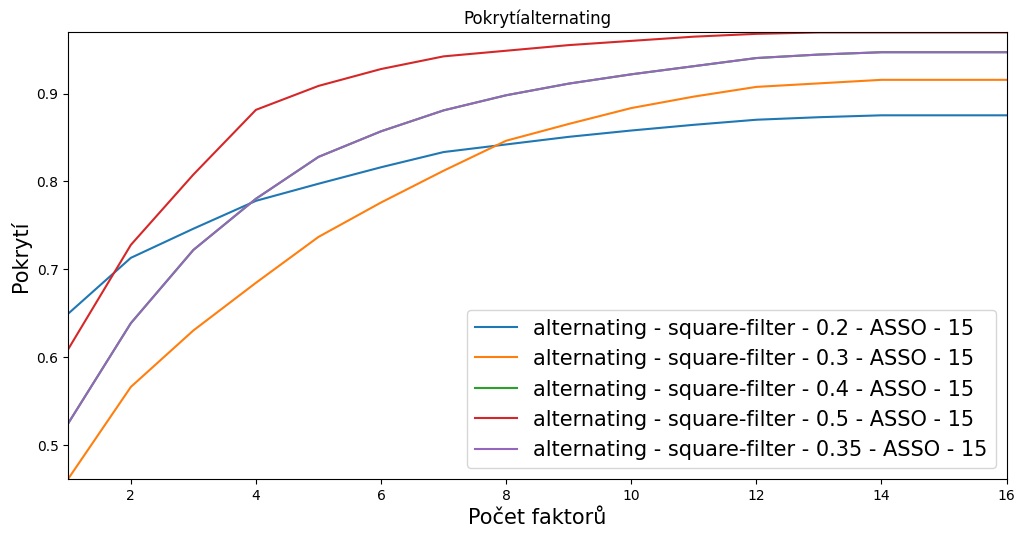 Pokrytíalternating
Pokrytí
0.9
0.8
0.7
0.6
0.5
alternating - square-filter - 0.2 - ASSO - 15
alternating - square-filter - 0.3 - ASSO - 15
alternating - square-filter - 0.4 - ASSO - 15
alternating - square-filter - 0.5 - ASSO - 15
alternating - square-filter - 0.35 - ASSO - 15
2 4 6 8 10 12 14 16
Počet faktorů